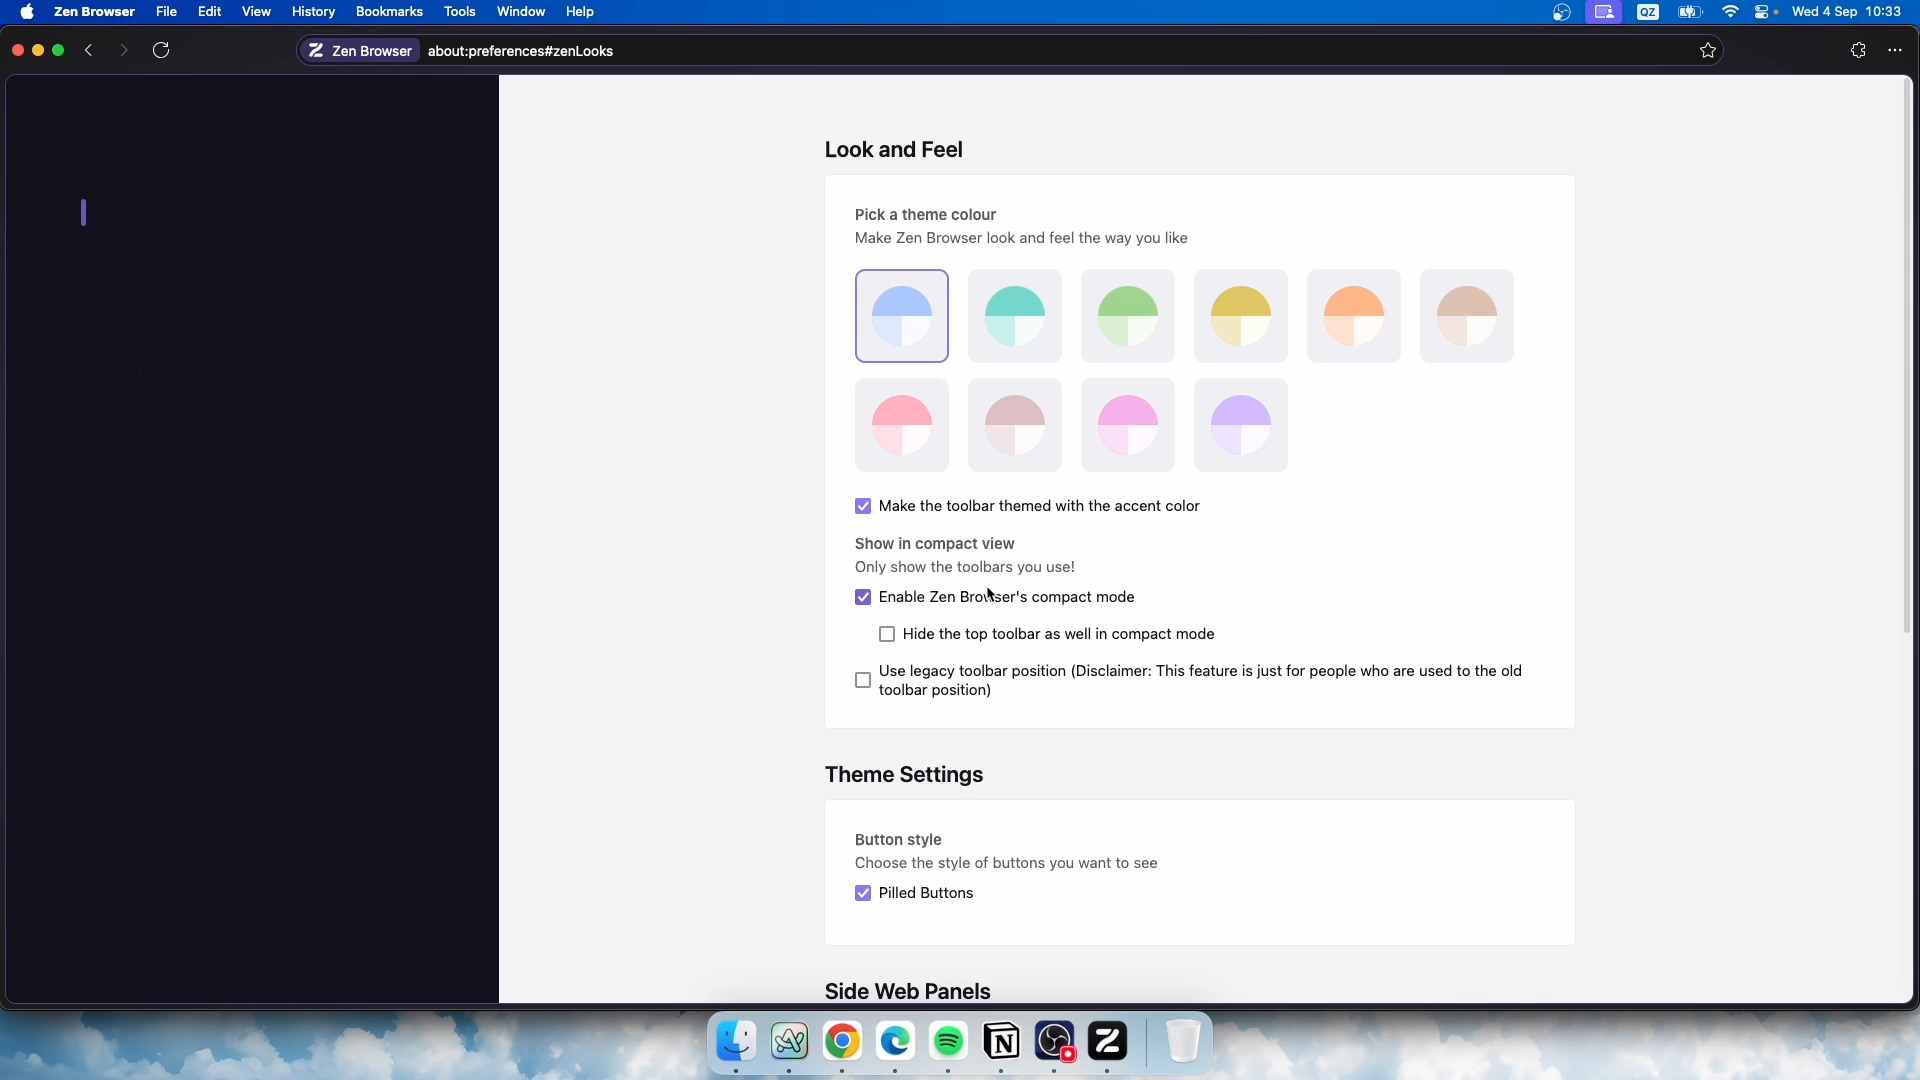 Zen Browser File Edit View History Bookmarks Tools Window Help QZ Wed 4 Sep 10:33
Zen Browser about:preferences#zenLooks
Look and Feel
Pick a theme colour
Make Zen Browser look and feel the way you like
Make the toolbar themed with the accent color
Show in compact view
Only show the toolbars you use!
Enable Zen Browser's compact mode
Hide the top toolbar as well in compact mode
Use legacy toolbar position (Disclaimer: This feature is just for people who are used to the old
toolbar position)
Theme Settings
Button style
Choose the style of buttons you want to see
Pilled Buttons
Side Web Panels